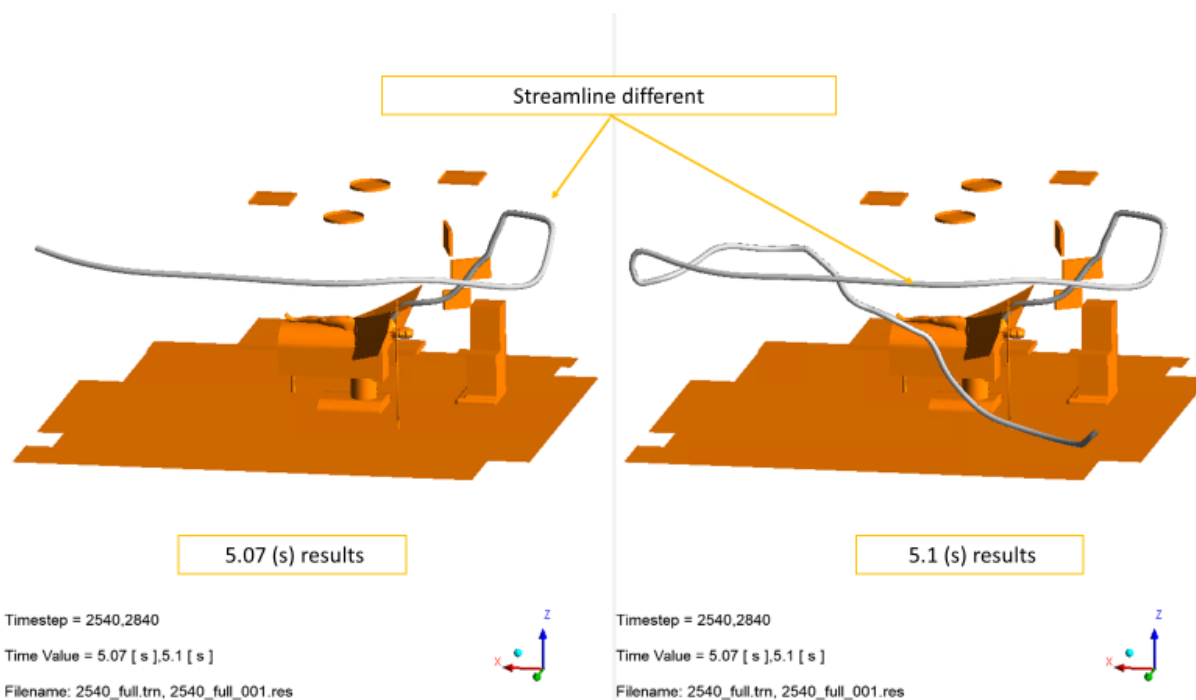 Streamline different
5.07 (s) results
5.1 (s) results
Timestep = 2540,2840
Time Value = 5.07 [ s ],5.1 [ s ]
Filename: 2540_full.trn, 2540_full_001.res
Z
X
Timestep = 2540,2840
Time Value = 5.07 [ s ],5.1 [ s ]
Filename: 2540_full.trn, 2540_full_001.res
Z
X